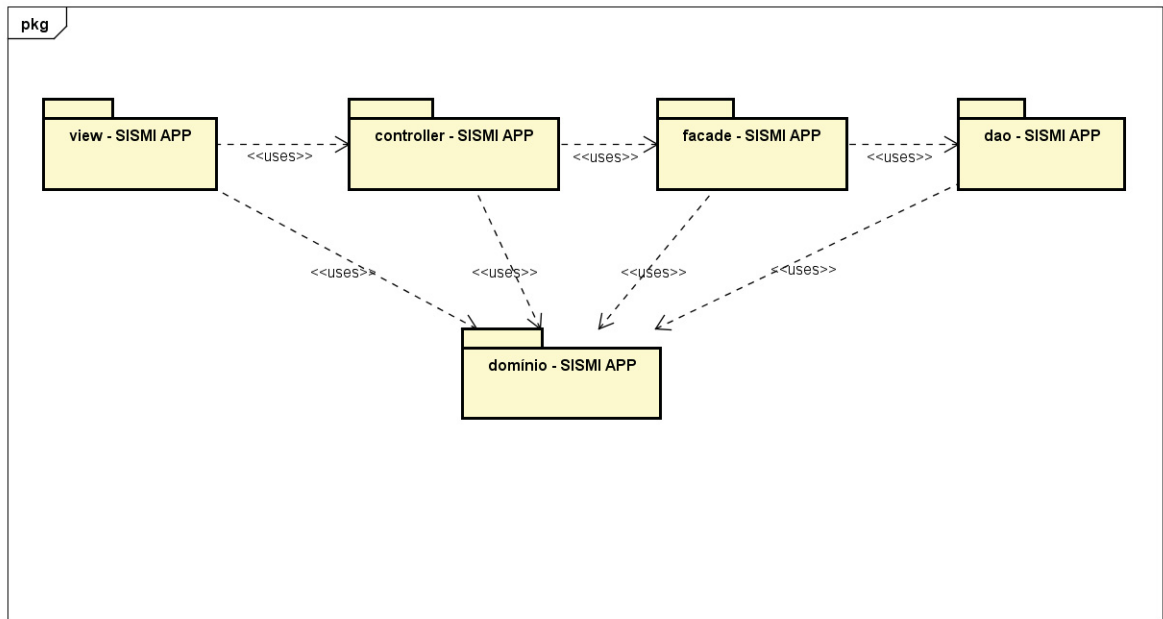 pkg
view - SISMI APP
controller - SISMI APP
facade - SISMI APP
dao - SISMI APP
<<uses>>
<<uses>>
<<uses>>
<<uses>>
<<uses>>
<<uses>>
<<uses>>
domínio - SISMI APP